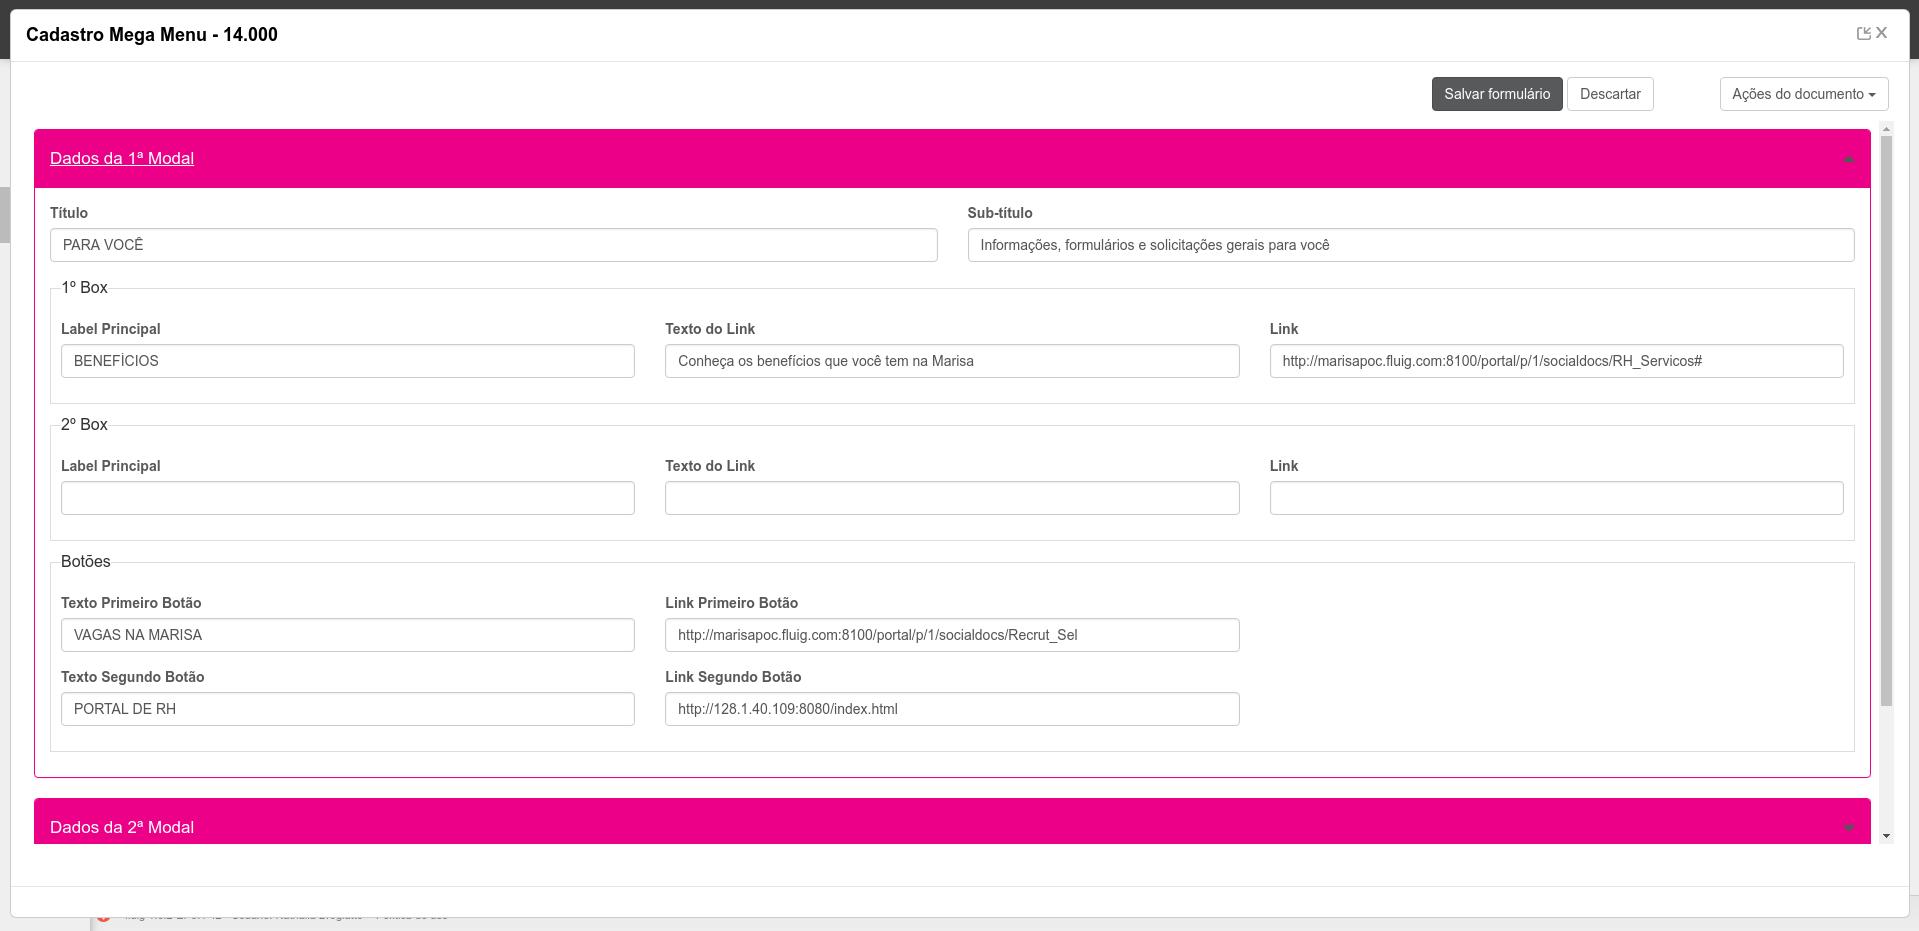 Cadastro Mega Menu - 14.000
Salvar formulário
Descartar
Ações do documento
Dados da 1ª Modal
Título
Sub-título
PARA VOCÊ
Informações, formulários e solicitações gerais para você
1º Box
Label Principal
Texto do Link
Link
BENEFÍCIOS
Conheça os benefícios que você tem na Marisa
http://marisapoc.fluig.com:8100/portal/p/1/socialdocs/RH_Servicos#
2º Box
Label Principal
Texto do Link
Link
Botões
Texto Primeiro Botão
Link Primeiro Botão
VAGAS NA MARISA
http://marisapoc.fluig.com:8100/portal/p/1/socialdocs/Recrut_Sel
Texto Segundo Botão
Link Segundo Botão
PORTAL DE RH
http://128.1.40.109:8080/index.html
Dados da 2ª Modal